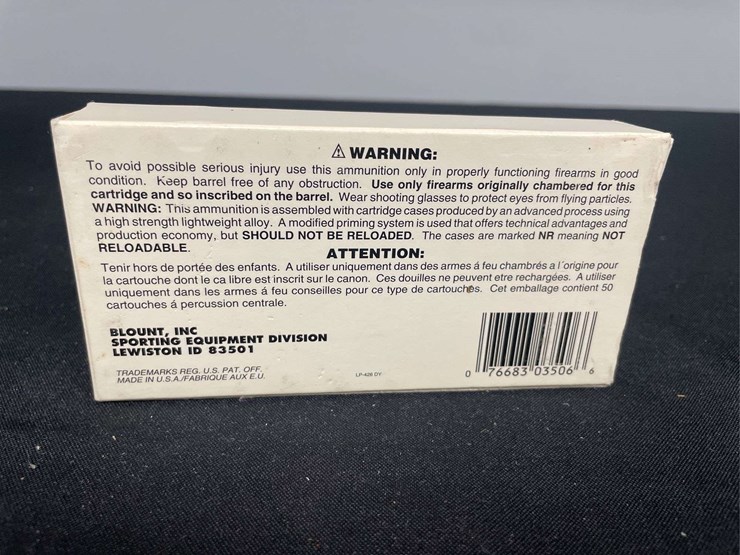 ⚠ WARNING:
To avoid possible serious injury use this ammunition only in properly functioning firearms in good
condition. Keep barrel free of any obstruction. Use only firearms originally chambered for this
cartridge and so inscribed on the barrel. Wear shooting glasses to protect eyes from flying particles.
WARNING: This ammunition is assembled with cartridge cases produced by an advanced process using
a high strength lightweight alloy. A modified priming system is used that offers technical advantages and
production economy, but SHOULD NOT BE RELOADED. The cases are marked NR meaning NOT
RELOADABLE.
ATTENTION:
Tenir hors de portée des enfants. A utiliser uniquement dans des armes á feu chambrés a l'origine pour
la cartouche dont le ca libre est inscrit sur le canon. Ces douilles ne peuvent etre rechargées. A utiliser
uniquement dans les armes á feu conseilles pour ce type de cartouches. Cet emballage contient 50
cartouches á percussion centrale.
BLOUNT, INC
SPORTING EQUIPMENT DIVISION
LEWISTON ID 83501
TRADEMARKS REG. U.S. PAT. OFF.
MADE IN U.S.A./FABRIQUE AUX E.U.
LP-426 DY
0 76683 03506 6